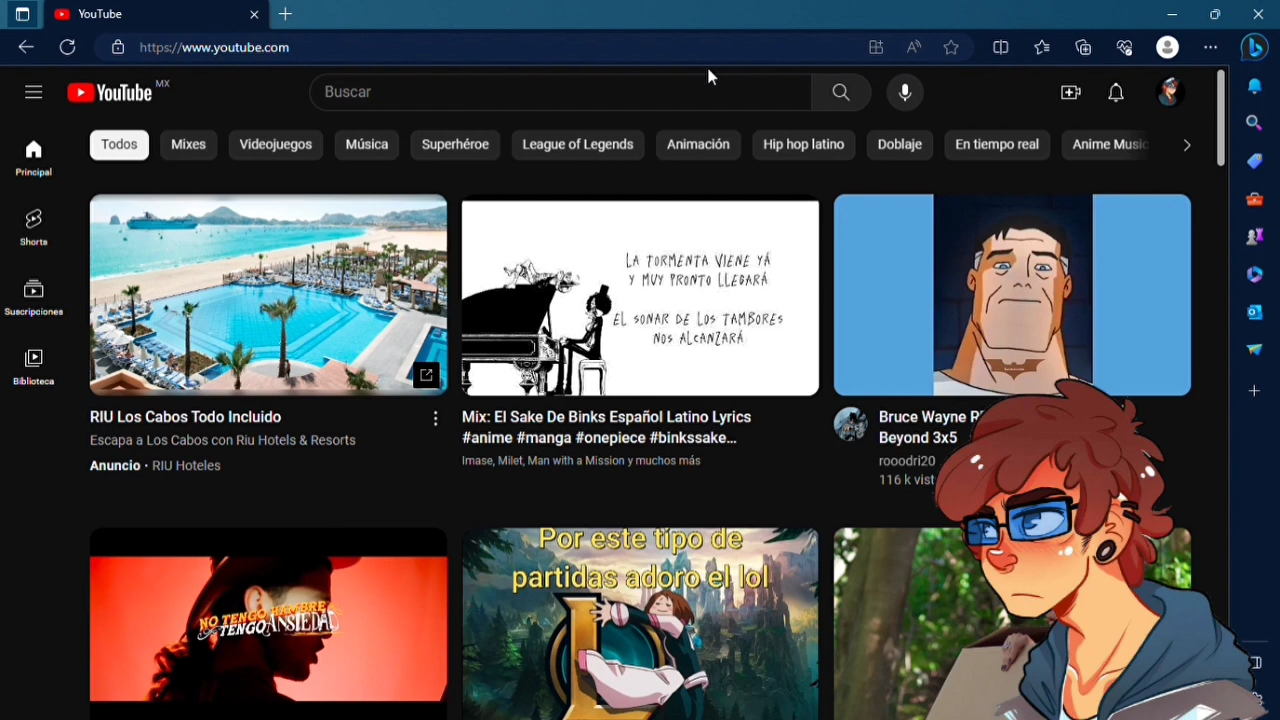 YouTube
https://www.youtube.com
YouTube MX
Buscar
Todos
Mixes
Videojuegos
Música
Superhéroe
League of Legends
Animación
Hip hop latino
Doblaje
En tiempo real
Anime Music
Principal
Shorts
Suscripciones
Biblioteca
LA TORMENTA VIENE YÁ
Y MUY PRONTO LLEGARÁ
EL SONAR DE LOS TAMBORES
NOS ALCANZARÁ
RIU Los Cabos Todo Incluido
Escapa a Los Cabos con Riu Hotels & Resorts
Anuncio · RIU Hoteles
Mix: El Sake De Binks Español Latino Lyrics
#anime #manga #onepiece #binkssake...
Imase, Milet, Man with a Mission y muchos más
Bruce Wayne
Beyond 3x5
rooodri20
116 k vist
NO TENGO HAMBRE
TENGO ANSIEDAD
Por este tipo de
partidas adoro el lol